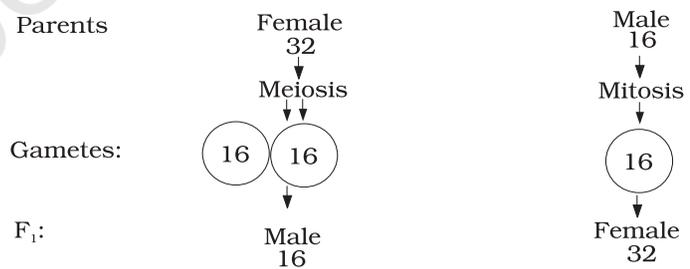 Parents Female Male
32 16
Meiosis Mitosis
Gametes: 16 16 16
F₁: Male Female
16 32